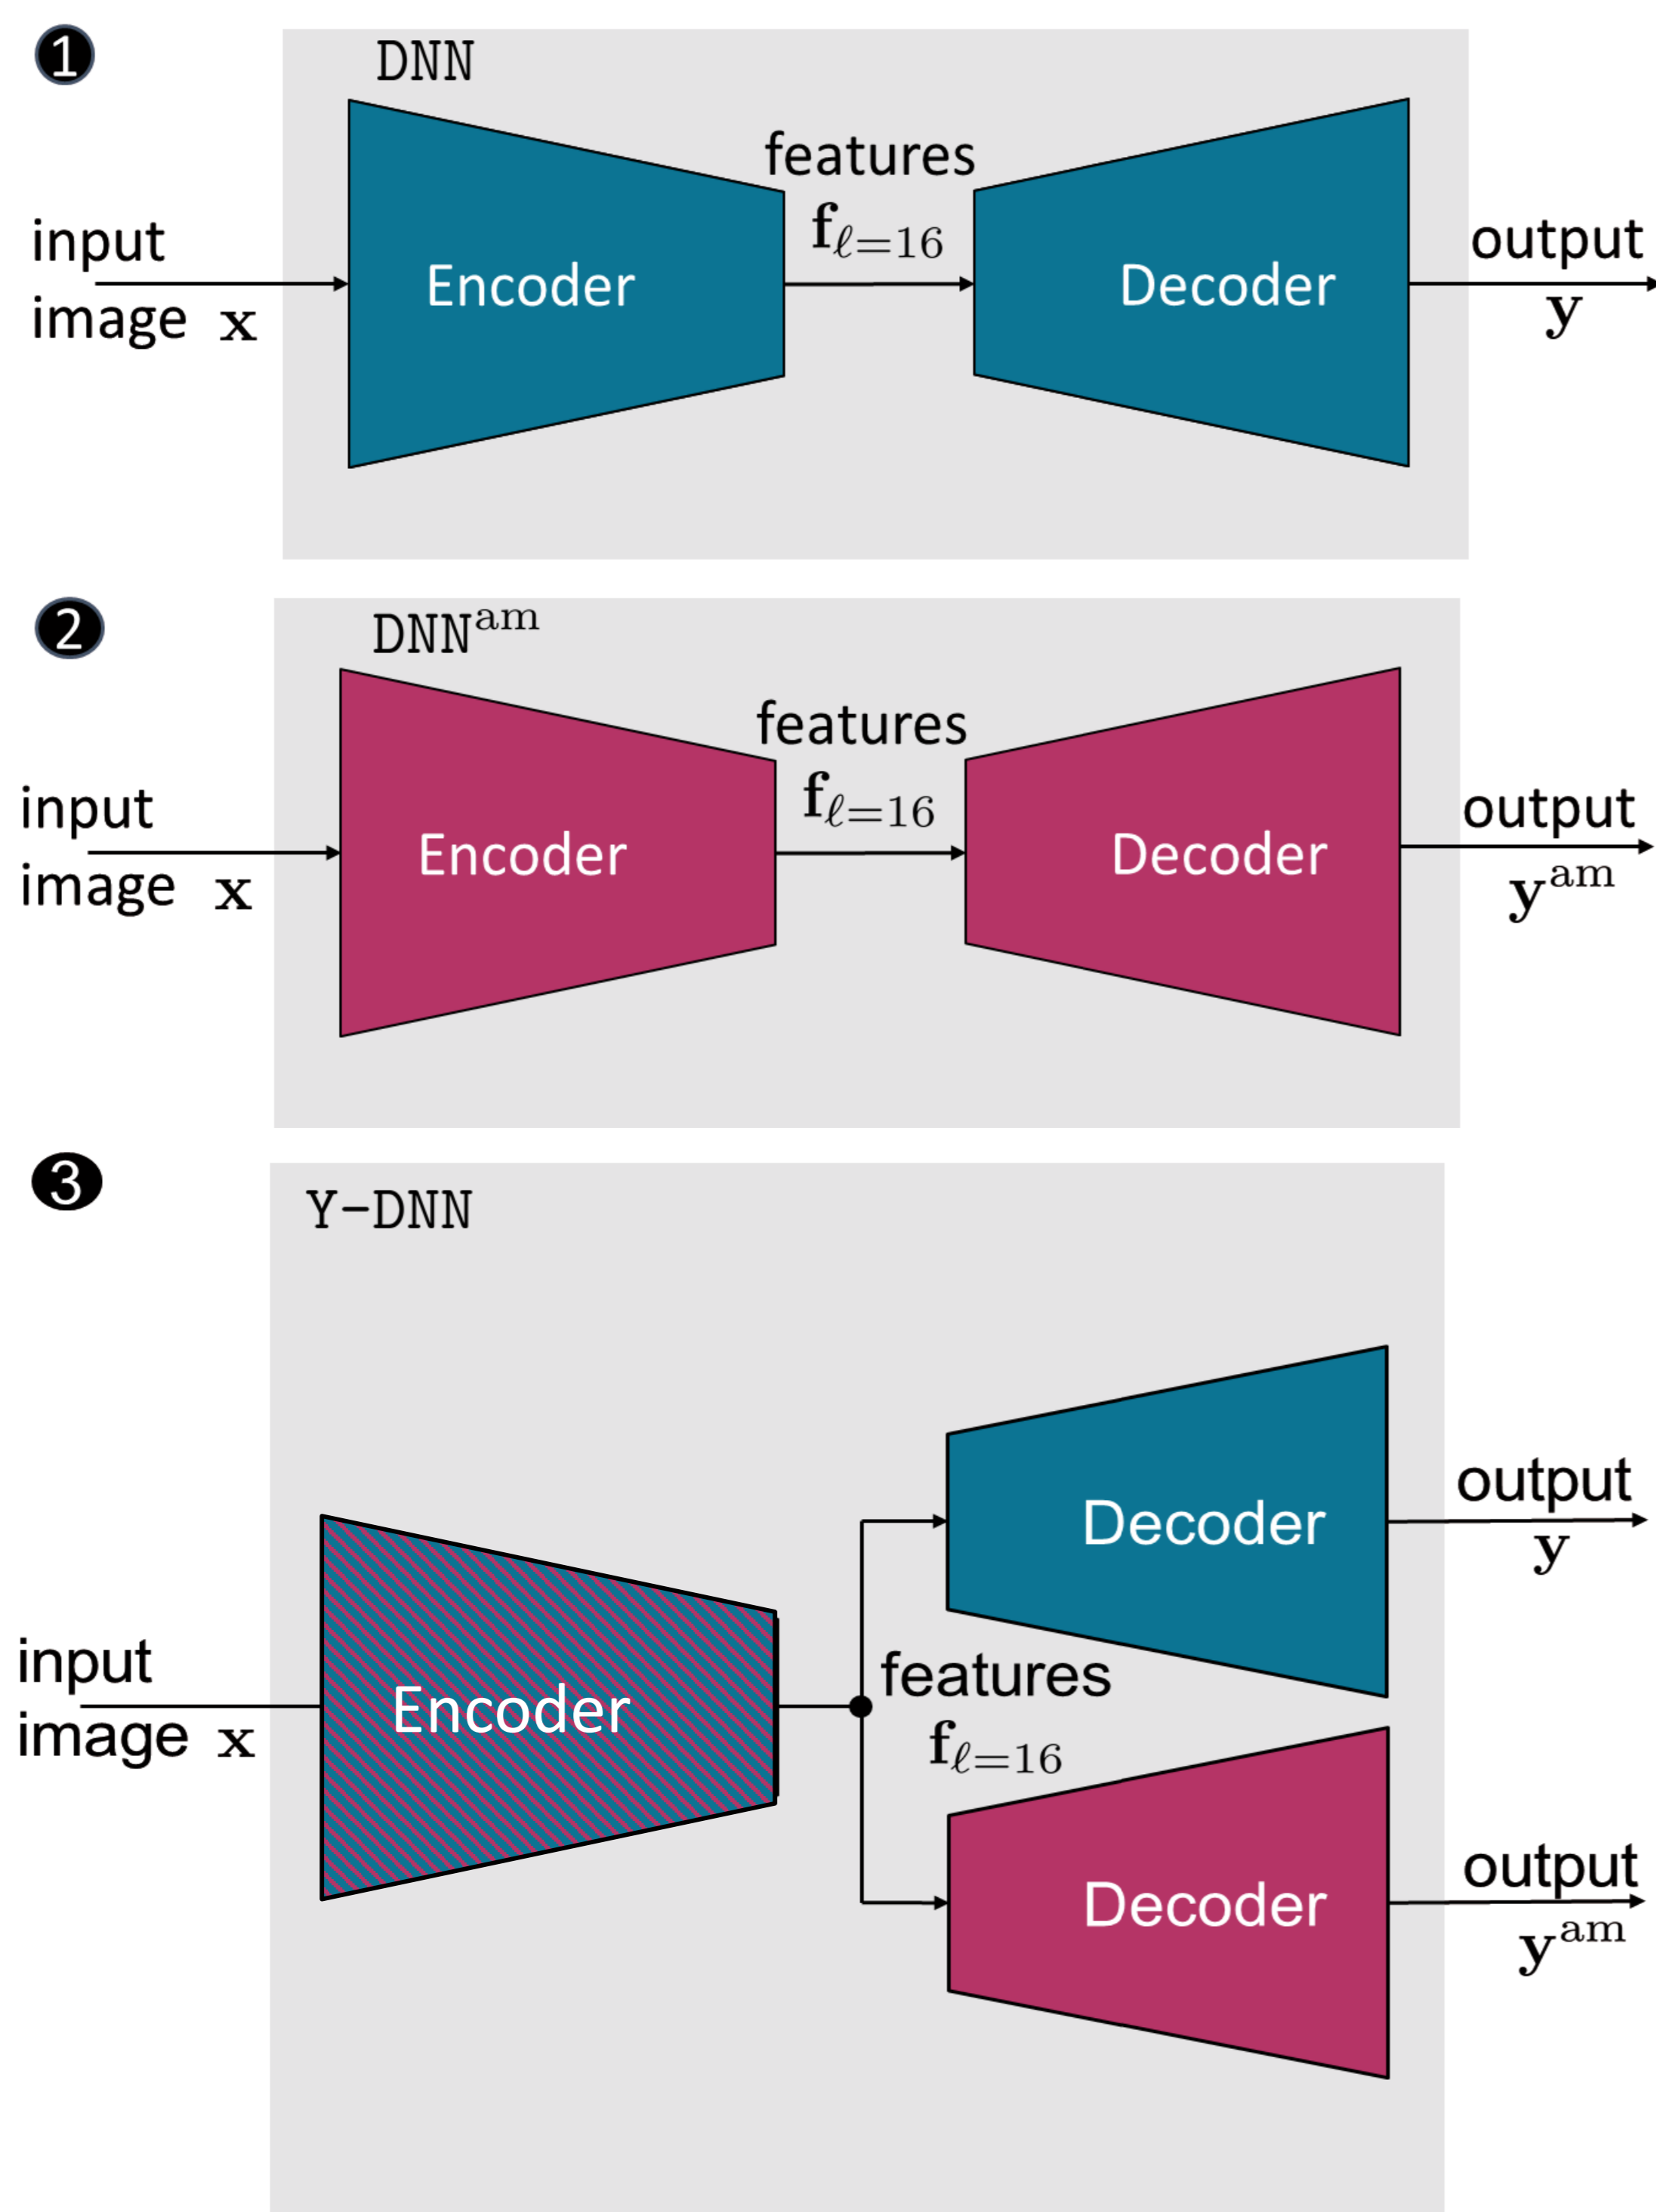 1
DNN
features
f_{ℓ=16}
input
image x
Encoder
Decoder
output
y
2
DNN^{am}
features
f_{ℓ=16}
input
image x
Encoder
Decoder
output
y^{am}
3
Y-DNN
input
image x
Encoder
features
f_{ℓ=16}
Decoder
output
y
Decoder
output
y^{am}